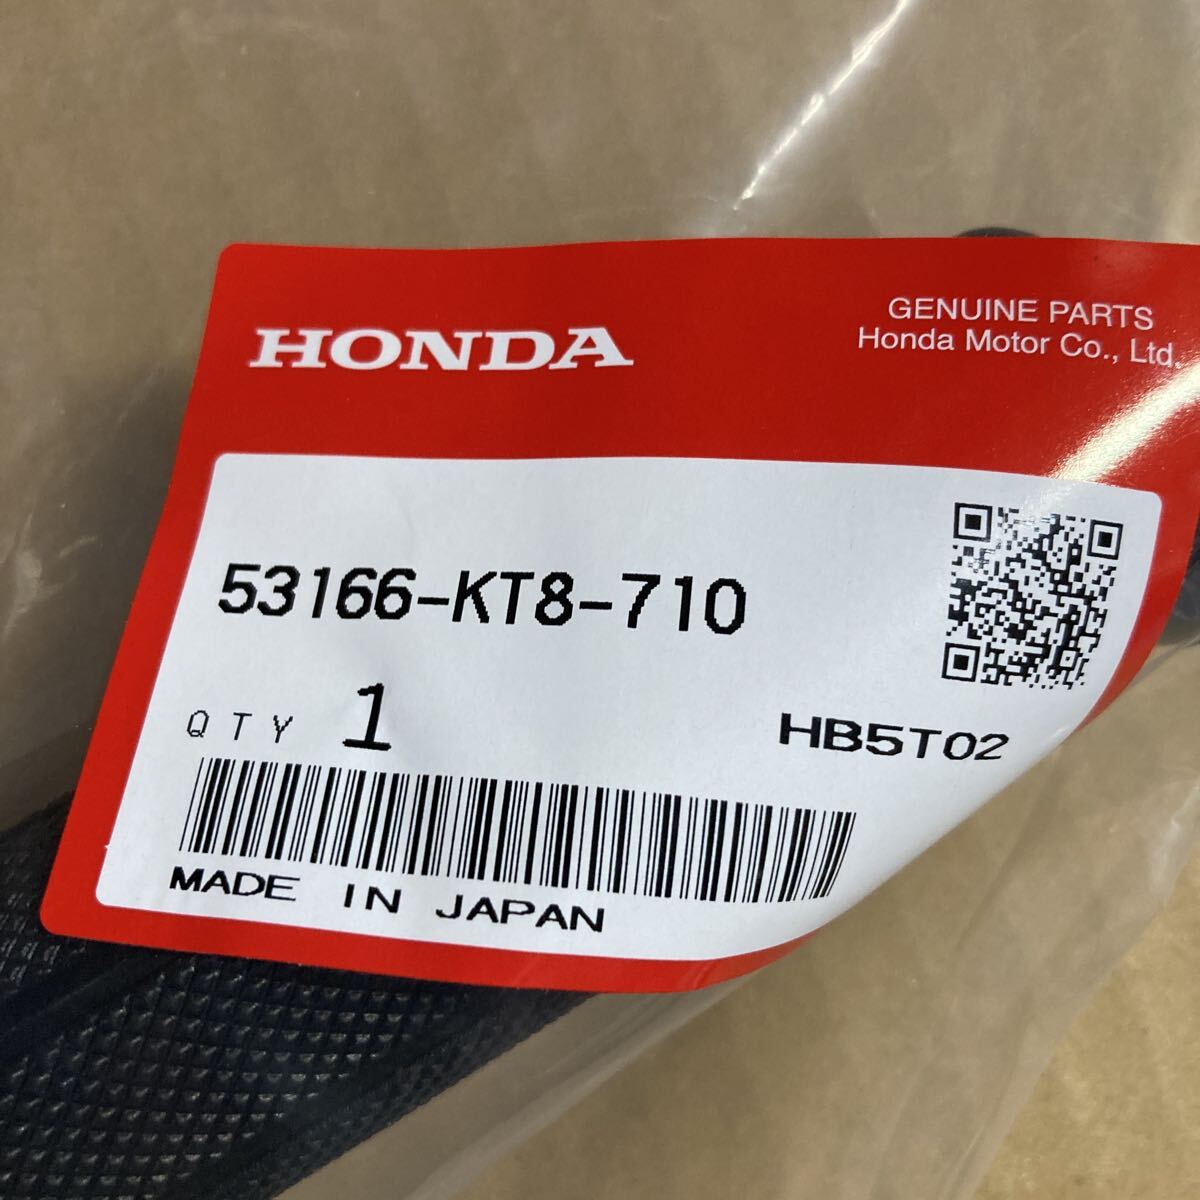 HONDA
GENUINE PARTS
Honda Motor Co., Ltd.
53166-KT8-710
QTY 1
HB5T02
MADE IN JAPAN